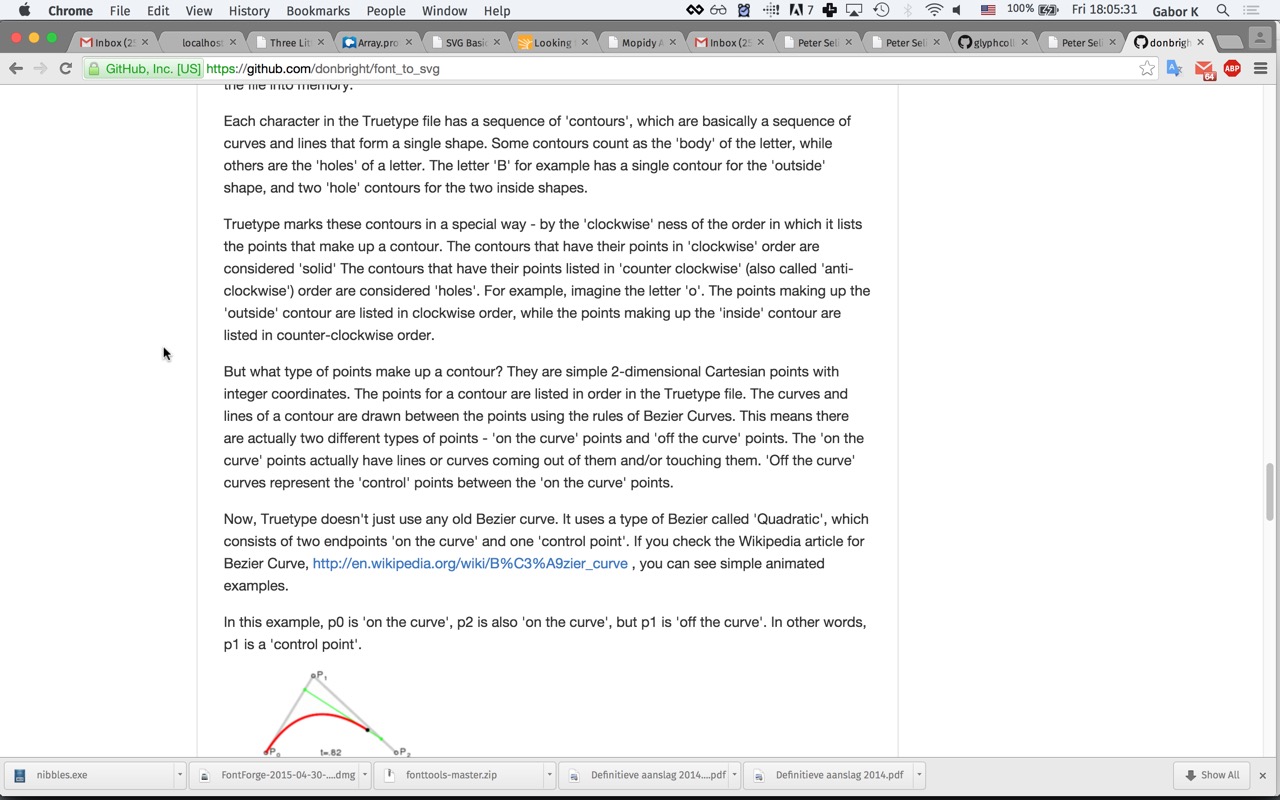 Chrome File Edit View History Bookmarks People Window Help 7 100% Fri 18:05:31 Gabor K
Inbox (25 localhost Three Lit Array.pro SVG Basic Looking Mopidy A Inbox (25 Peter Seli Peter Seli glyphcoll Peter Seli donbrigh
GitHub, Inc. [US] https://github.com/donbright/font_to_svg 64 ABP
the file into memory.
Each character in the Truetype file has a sequence of 'contours', which are basically a sequence of
curves and lines that form a single shape. Some contours count as the 'body' of the letter, while
others are the 'holes' of a letter. The letter 'B' for example has a single contour for the 'outside'
shape, and two 'hole' contours for the two inside shapes.
Truetype marks these contours in a special way - by the 'clockwise' ness of the order in which it lists
the points that make up a contour. The contours that have their points in 'clockwise' order are
considered 'solid' The contours that have their points listed in 'counter clockwise' (also called 'anti-
clockwise') order are considered 'holes'. For example, imagine the letter 'o'. The points making up the
'outside' contour are listed in clockwise order, while the points making up the 'inside' contour are
listed in counter-clockwise order.
But what type of points make up a contour? They are simple 2-dimensional Cartesian points with
integer coordinates. The points for a contour are listed in order in the Truetype file. The curves and
lines of a contour are drawn between the points using the rules of Bezier Curves. This means there
are actually two different types of points - 'on the curve' points and 'off the curve' points. The 'on the
curve' points actually have lines or curves coming out of them and/or touching them. 'Off the curve'
curves represent the 'control' points between the 'on the curve' points.
Now, Truetype doesn't just use any old Bezier curve. It uses a type of Bezier called 'Quadratic', which
consists of two endpoints 'on the curve' and one 'control point'. If you check the Wikipedia article for
Bezier Curve, http://en.wikipedia.org/wiki/B%C3%A9zier_curve , you can see simple animated
examples.
In this example, p0 is 'on the curve', p2 is also 'on the curve', but p1 is 'off the curve'. In other words,
p1 is a 'control point'.
P1
P0 t=.82 P2
nibbles.exe FontForge-2015-04-30-....dmg fonttools-master.zip Definitieve aanslag 2014....pdf Definitieve aanslag 2014.pdf Show All